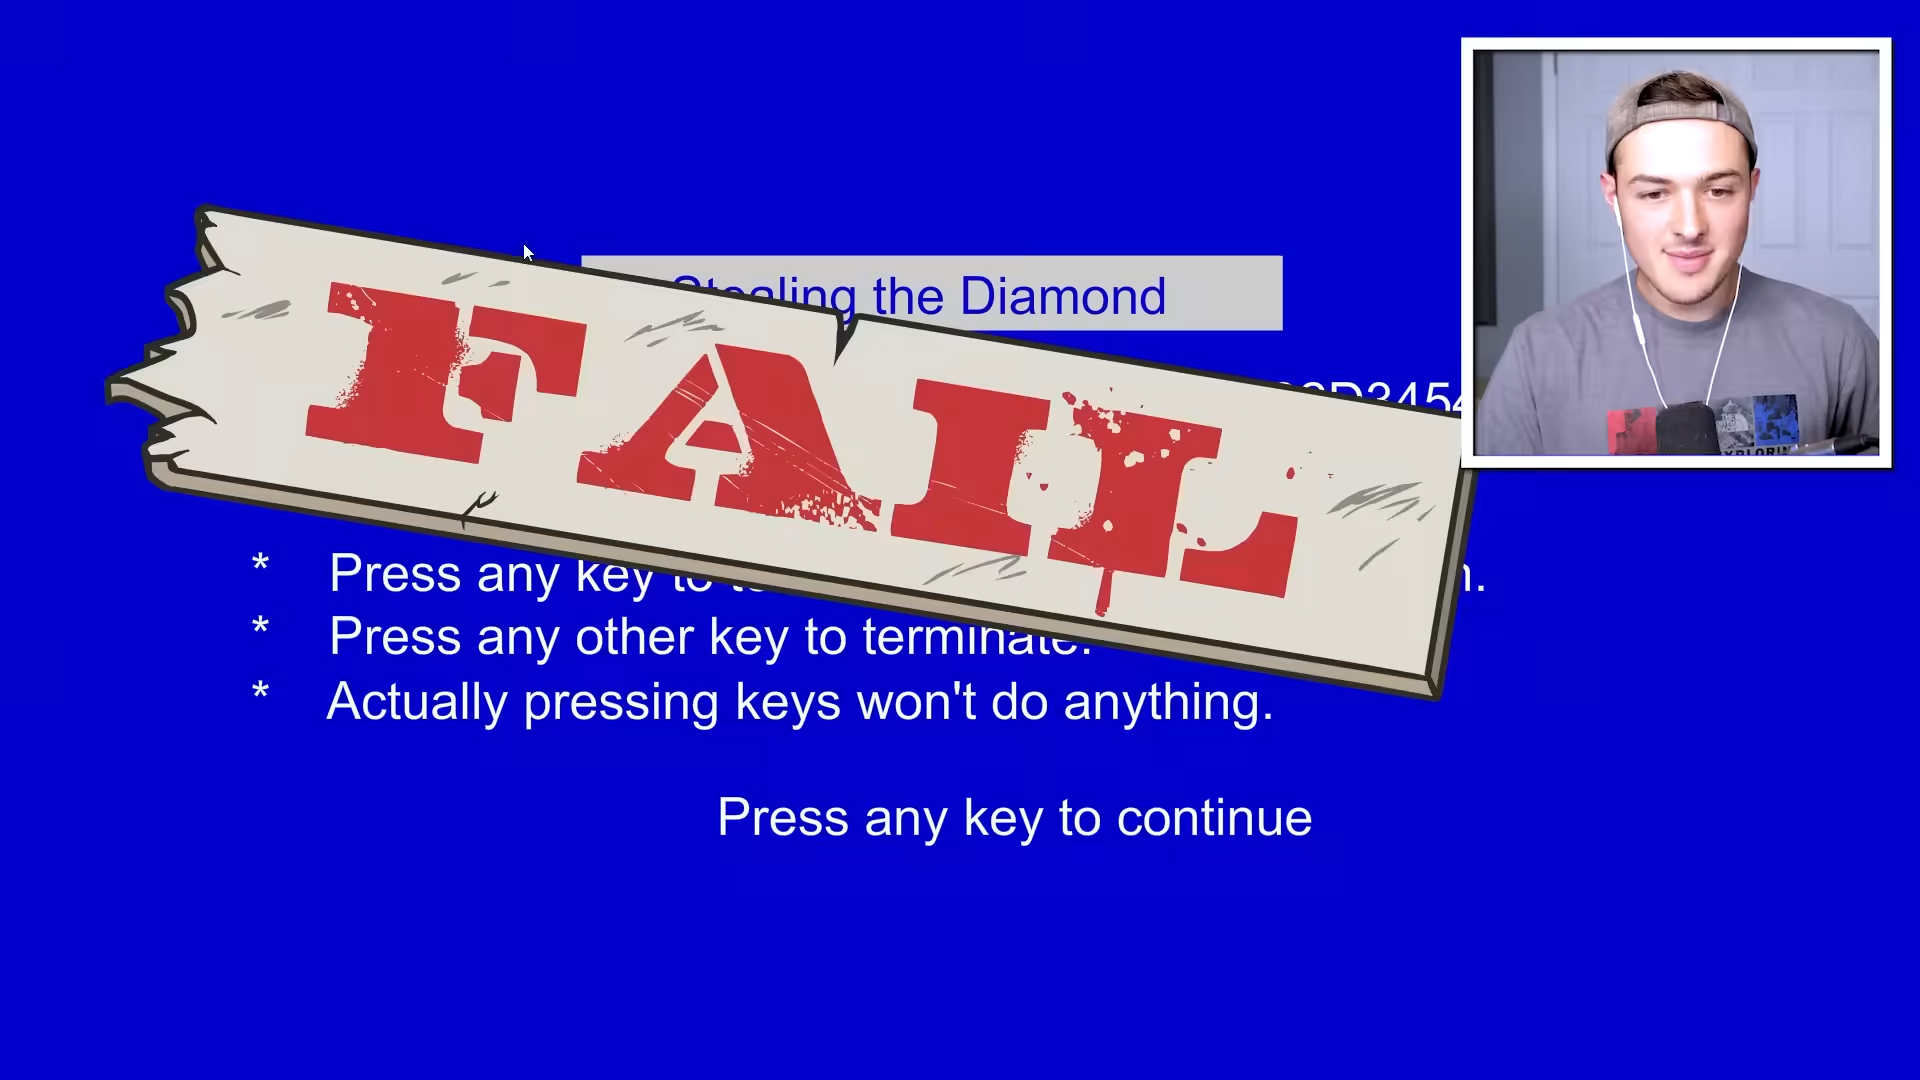 Stealing the Diamond
FAIL
* Press any key to
* Press any other key to terminate.
* Actually pressing keys won't do anything.
Press any key to continue